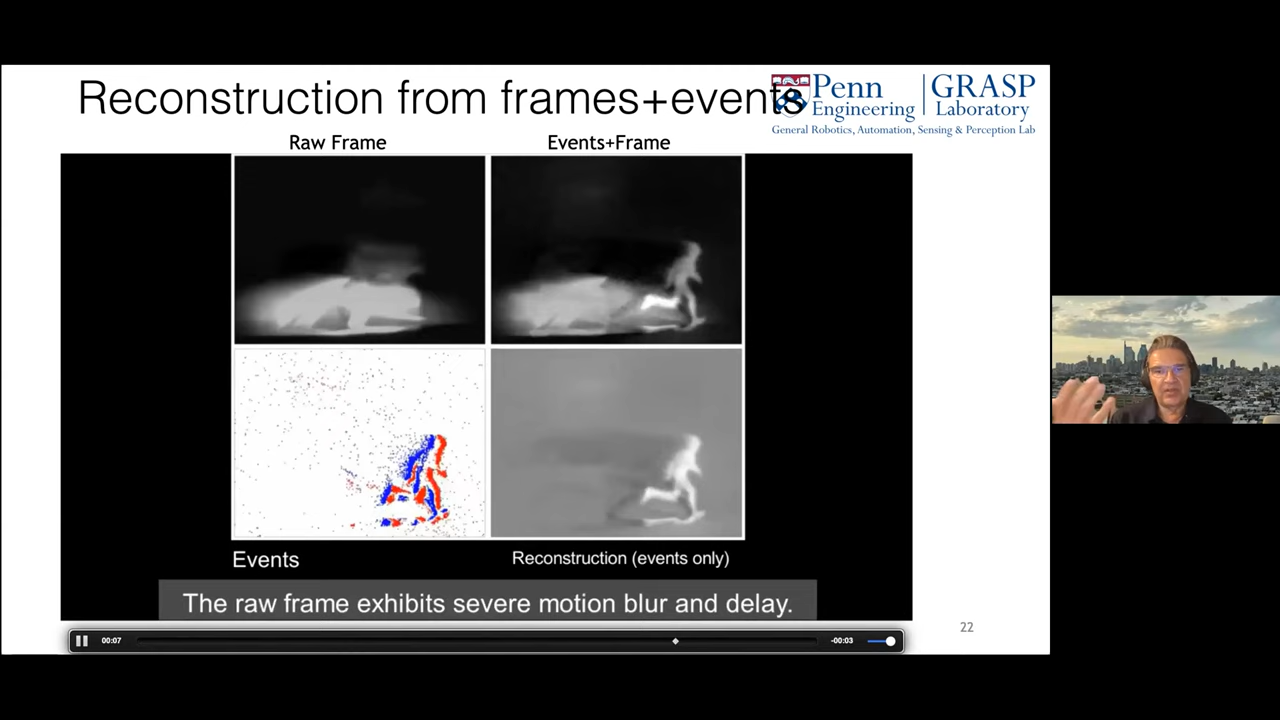 Reconstruction from frames+events
Penn
Engineering
GRASP
Laboratory
General Robotics, Automation, Sensing & Perception Lab
Raw Frame
Events+Frame
Events
Reconstruction (events only)
The raw frame exhibits severe motion blur and delay.
00:07
-00:03
22